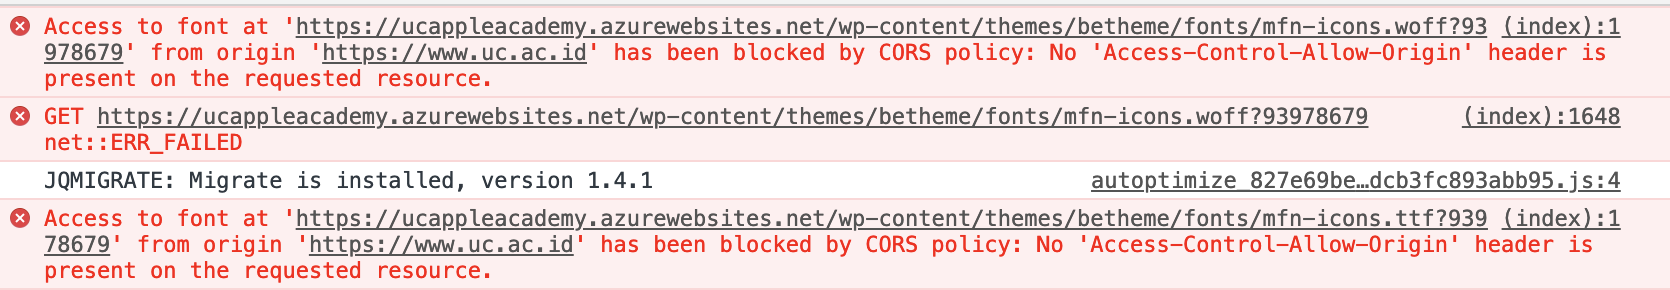 Access to font at 'https://ucappleacademy.azurewebsites.net/wp-content/themes/betheme/fonts/mfn-icons.woff?93 (index):1
978679' from origin 'https://www.uc.ac.id' has been blocked by CORS policy: No 'Access-Control-Allow-Origin' header is
present on the requested resource.
GET https://ucappleacademy.azurewebsites.net/wp-content/themes/betheme/fonts/mfn-icons.woff?93978679 (index):1648
net::ERR_FAILED
JQMIGRATE: Migrate is installed, version 1.4.1 autoptimize_827e69be…dcb3fc893abb95.js:4
Access to font at 'https://ucappleacademy.azurewebsites.net/wp-content/themes/betheme/fonts/mfn-icons.ttf?939 (index):1
78679' from origin 'https://www.uc.ac.id' has been blocked by CORS policy: No 'Access-Control-Allow-Origin' header is
present on the requested resource.